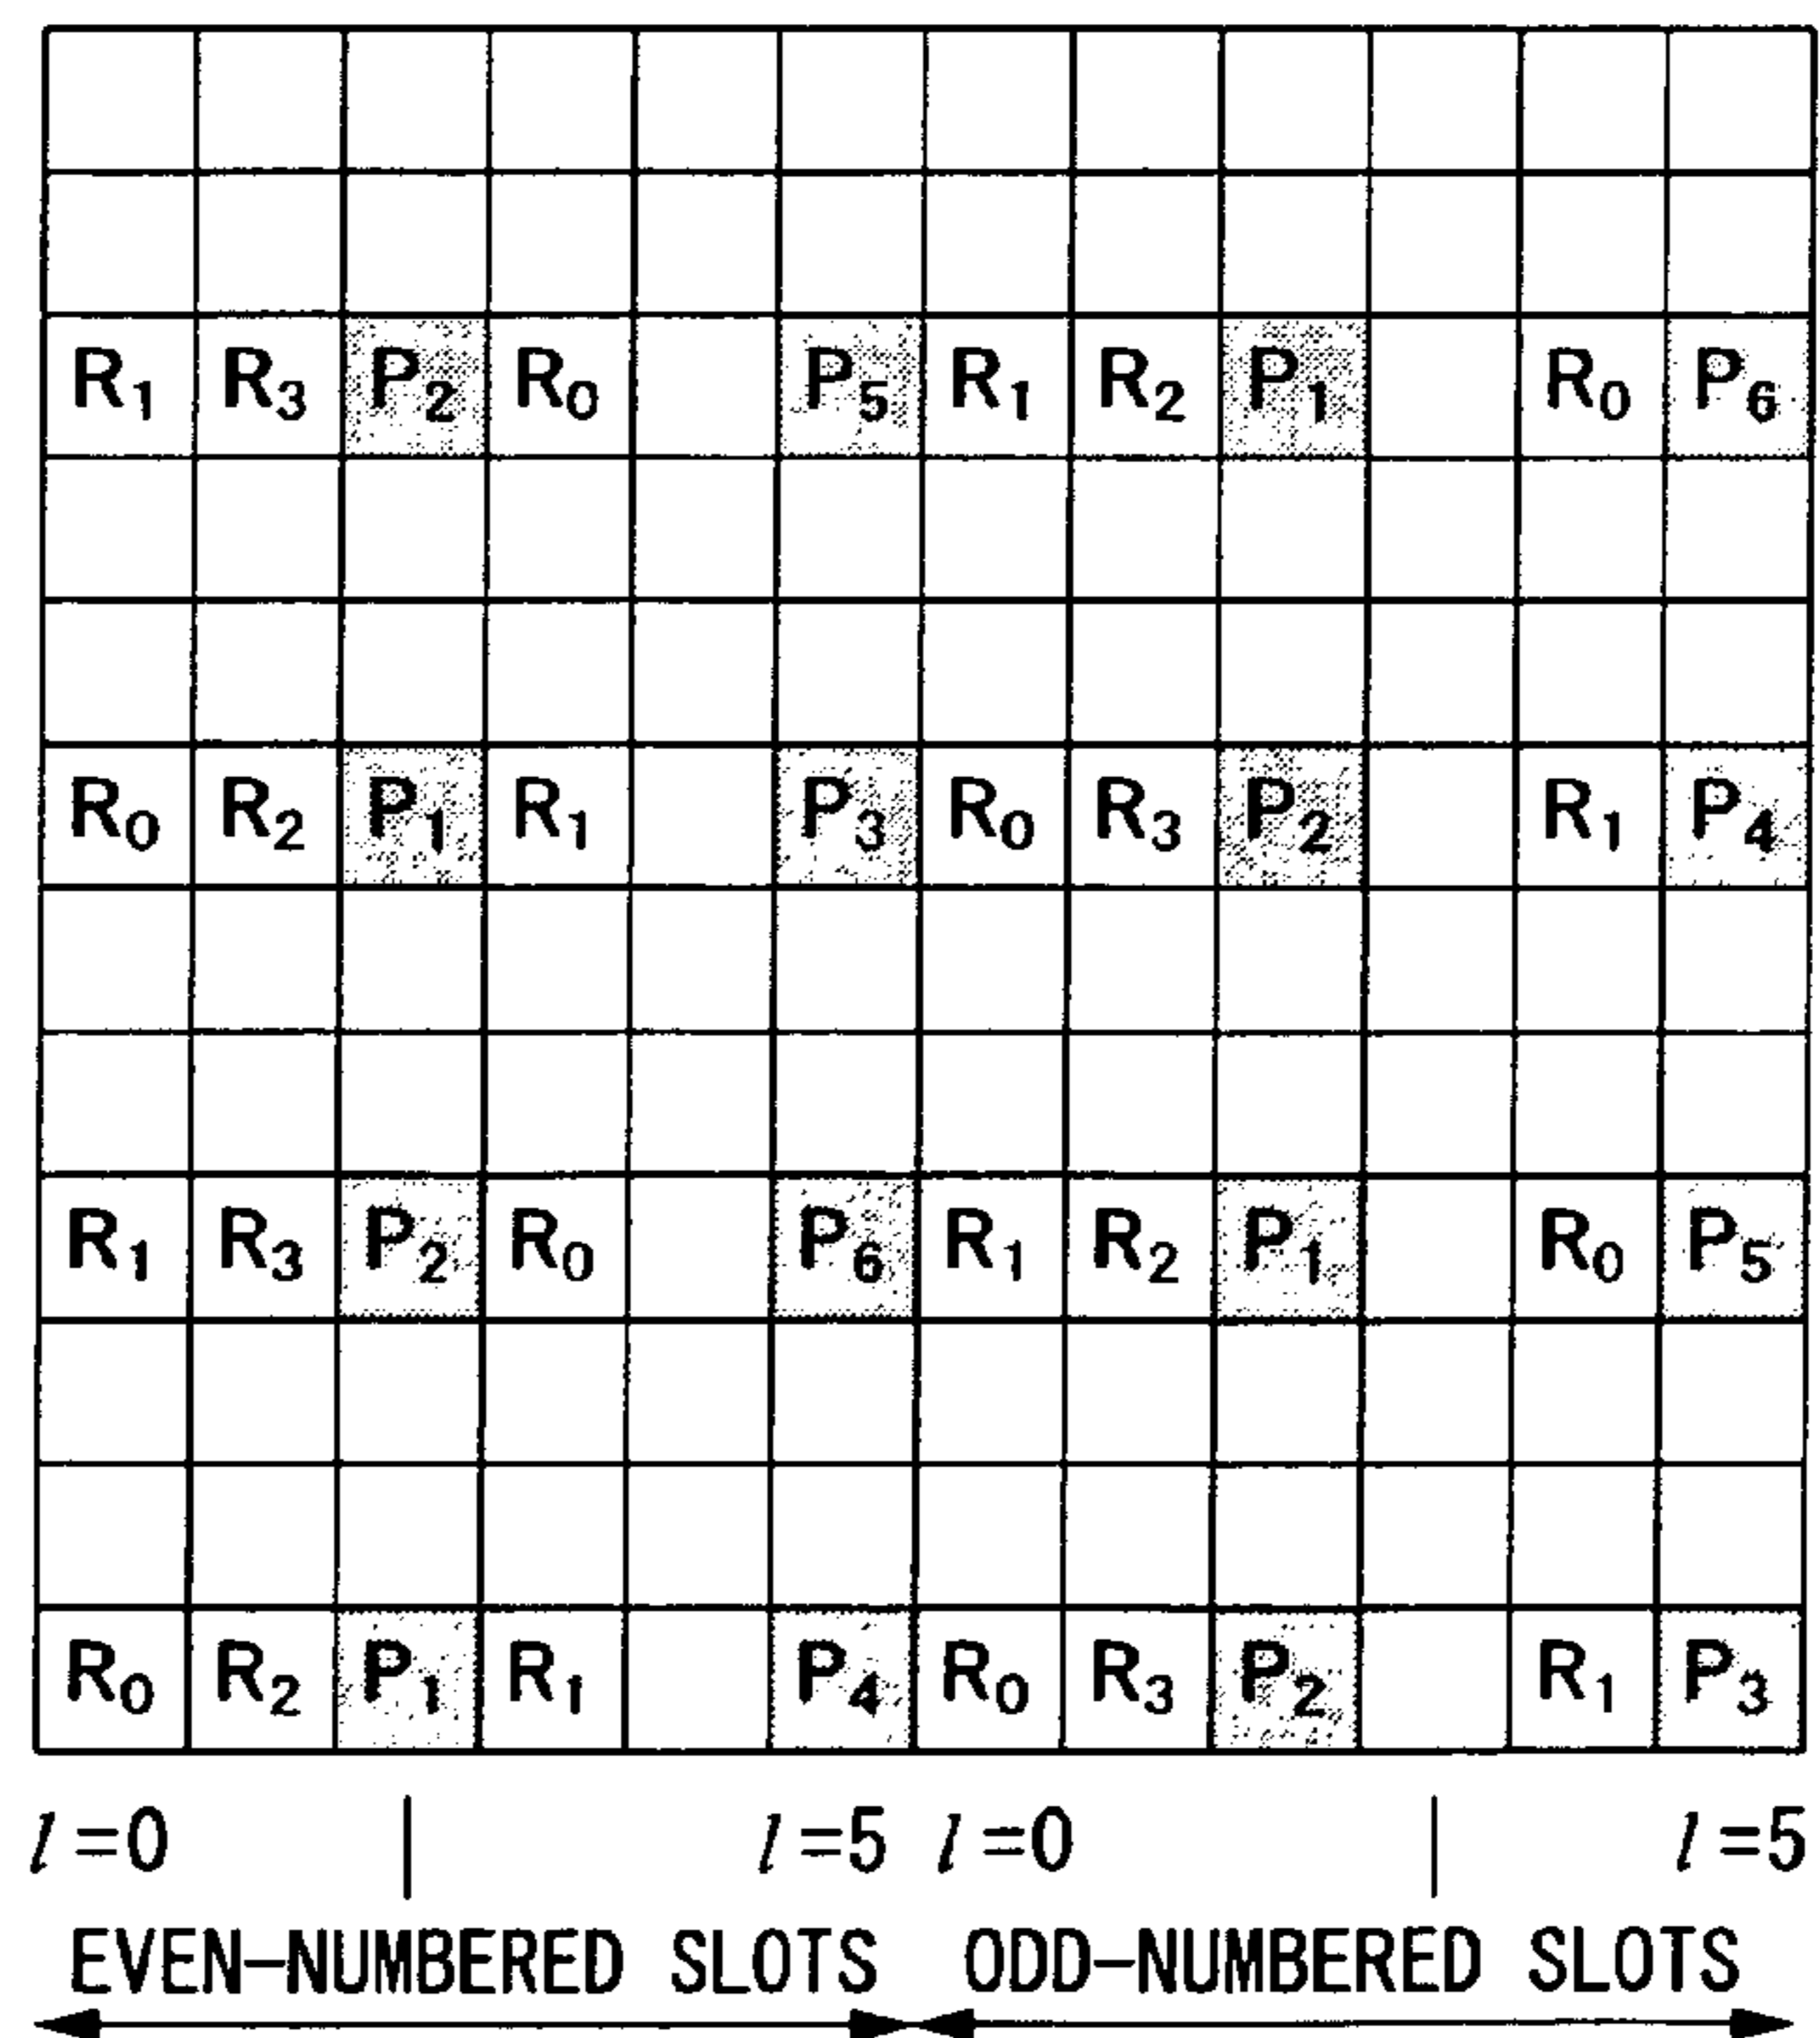 R₁ R₃ P₂ R₀ P₅ R₁ R₂ P₁ R₀ P₆
R₀ R₂ P₁ R₁ P₃ R₀ R₃ P₂ R₁ P₄
R₁ R₃ P₂ R₀ P₆ R₁ R₂ P₁ R₀ P₅
R₀ R₂ P₁ R₁ P₄ R₀ R₃ P₂ R₁ P₃
l=0 l=5 l=0 l=5
EVEN-NUMBERED SLOTS ODD-NUMBERED SLOTS